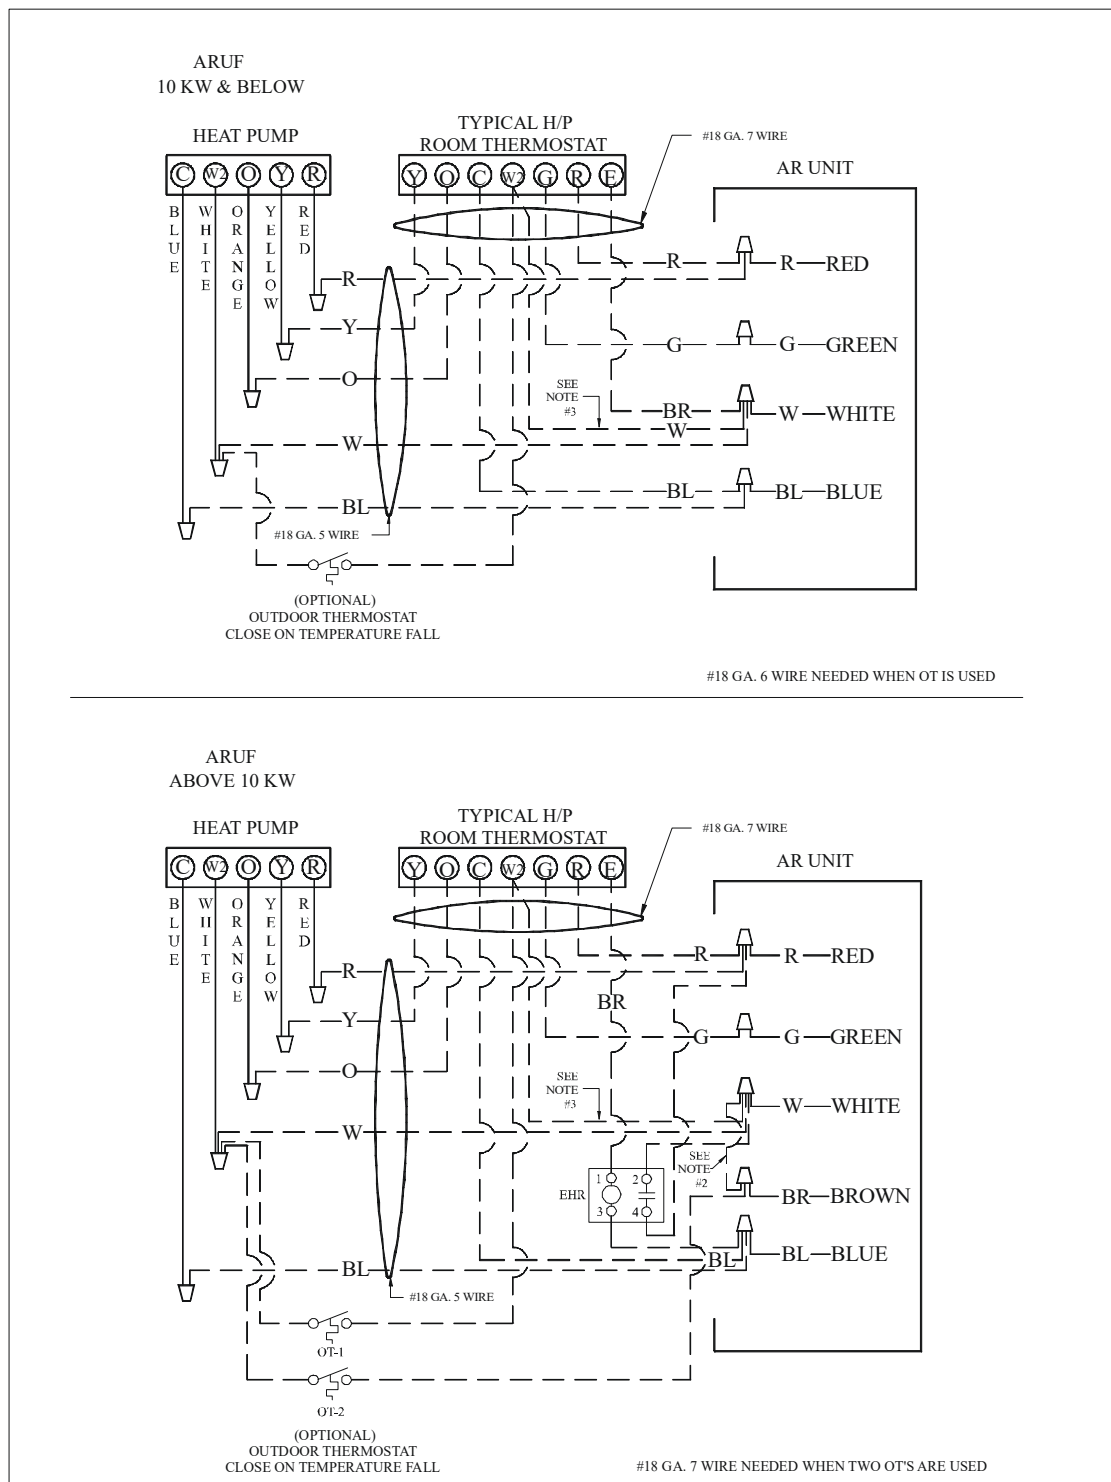 ARUF
10 KW & BELOW
HEAT PUMP
TYPICAL H/P
ROOM THERMOSTAT
#18 GA. 7 WIRE
AR UNIT
C W2 O Y R
Y O C W2 G R E
BLUE
WHITE
ORANGE
YELLOW
RED
R
R
R RED
Y
G
G GREEN
O
SEE
NOTE
#3
BR
W
W WHITE
W
BL
BL BLUE
BL
#18 GA. 5 WIRE
(OPTIONAL)
OUTDOOR THERMOSTAT
CLOSE ON TEMPERATURE FALL
#18 GA. 6 WIRE NEEDED WHEN OT IS USED
ARUF
ABOVE 10 KW
HEAT PUMP
TYPICAL H/P
ROOM THERMOSTAT
#18 GA. 7 WIRE
AR UNIT
C W2 O Y R
Y O C W2 G R E
BLUE
WHITE
ORANGE
YELLOW
RED
R
R
R RED
BR
Y
G
G GREEN
O
SEE
NOTE
#3
W
W WHITE
SEE
NOTE
#2
EHR
1 2
3 4
BR BROWN
BL
BL BLUE
BL
#18 GA. 5 WIRE
OT-1
OT-2
(OPTIONAL)
OUTDOOR THERMOSTAT
CLOSE ON TEMPERATURE FALL
#18 GA. 7 WIRE NEEDED WHEN TWO OT'S ARE USED